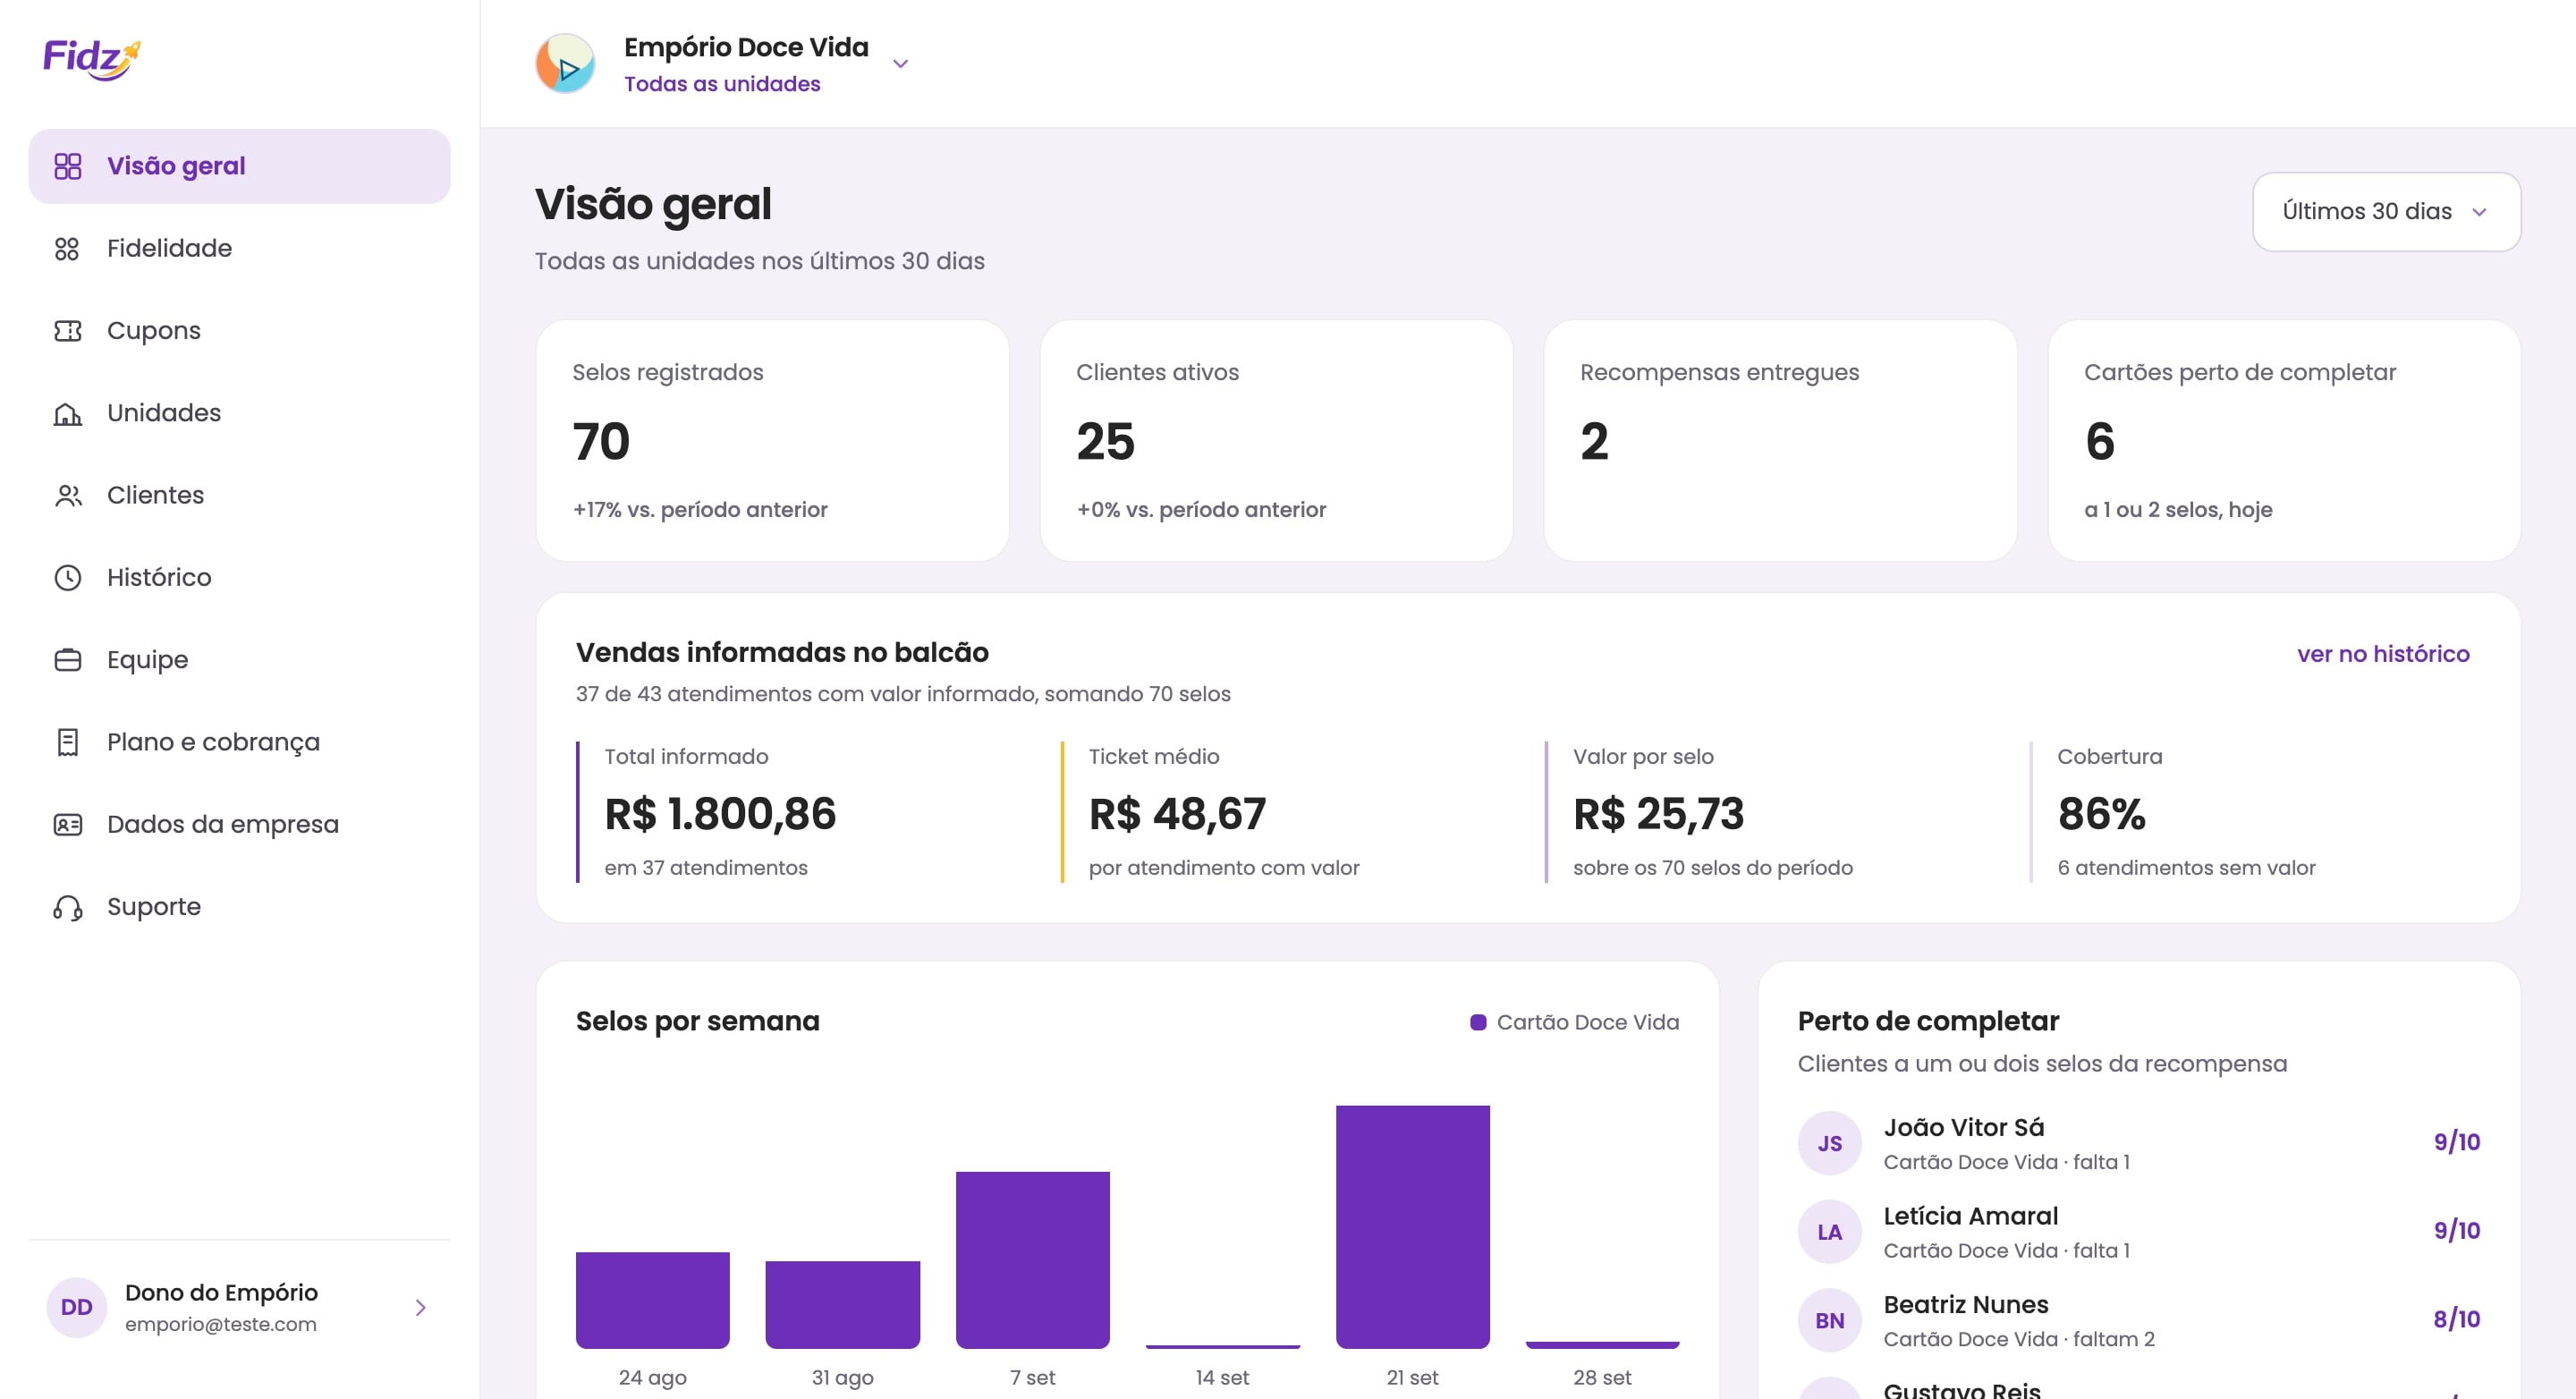 Fidz
Visão geral
Fidelidade
Cupons
Unidades
Clientes
Histórico
Equipe
Plano e cobrança
Dados da empresa
Suporte
DD
Dono do Empório
emporio@teste.com
Empório Doce Vida
Todas as unidades
Visão geral
Todas as unidades nos últimos 30 dias
Últimos 30 dias
Selos registrados
70
+17% vs. período anterior
Clientes ativos
25
+0% vs. período anterior
Recompensas entregues
2
Cartões perto de completar
6
a 1 ou 2 selos, hoje
Vendas informadas no balcão
ver no histórico
37 de 43 atendimentos com valor informado, somando 70 selos
Total informado
R$ 1.800,86
em 37 atendimentos
Ticket médio
R$ 48,67
por atendimento com valor
Valor por selo
R$ 25,73
sobre os 70 selos do período
Cobertura
86%
6 atendimentos sem valor
Selos por semana
Cartão Doce Vida
24 ago
31 ago
7 set
14 set
21 set
28 set
Perto de completar
Clientes a um ou dois selos da recompensa
JS
João Vitor Sá
Cartão Doce Vida · falta 1
9/10
LA
Letícia Amaral
Cartão Doce Vida · falta 1
9/10
BN
Beatriz Nunes
Cartão Doce Vida · faltam 2
8/10
Gustavo Reis